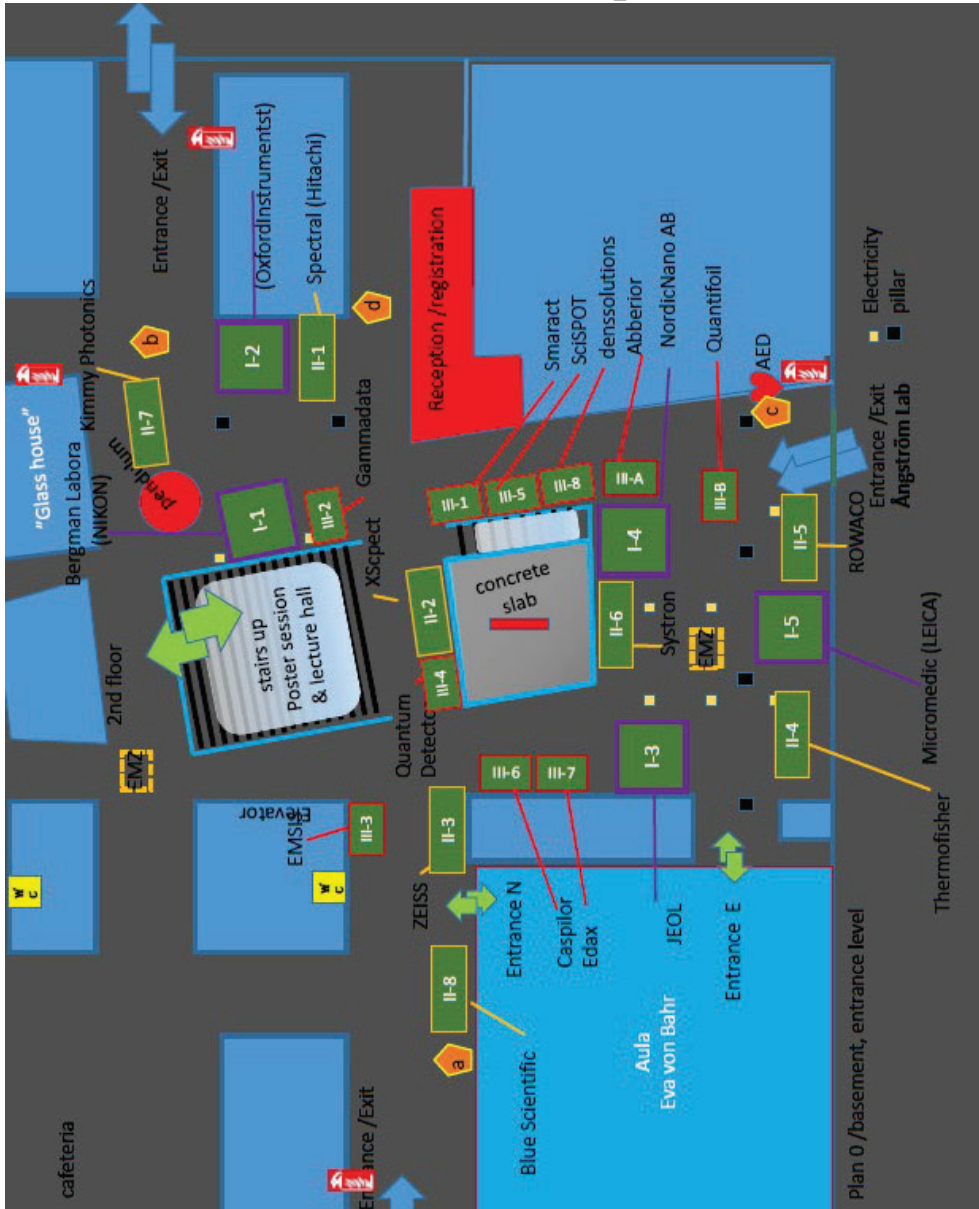 cafeteria
Entrance /Exit
W C
W C
Elevator
EMSIS
III-3
EMZ
2nd floor
stairs up
Poster session
& lecture hall
"Glass house"
Bergman Labora
(NIKON)
Kimmy Photonics
pendulum
II-7
b
Entrance /Exit
I-1
III-2
Gammadata
I-2
(OxfordInstrumentst)
II-1
Spectral (Hitachi)
d
a
II-8
Blue Scientific
II-3
ZEISS
Quantum
Detecto
III-4
II-2
XScpect
concrete
slab
Reception /registration
III-1
III-5
III-8
III-A
Smaract
SciSPOT
denssolutions
Abberior
NordicNano AB
Quantifoil
III-B
Entrance N
Caspilor
Edax
III-6
III-7
JEOL
I-3
Entrance E
Aula
Eva von Bahr
II-6
Systron
I-4
EMZ
II-4
Thermofisher
I-5
Micromedic (LEICA)
II-5
ROWACO
c
AED
Entrance /Exit
Ångström Lab
Electricity
pillar
Plan 0 /basement, entrance level